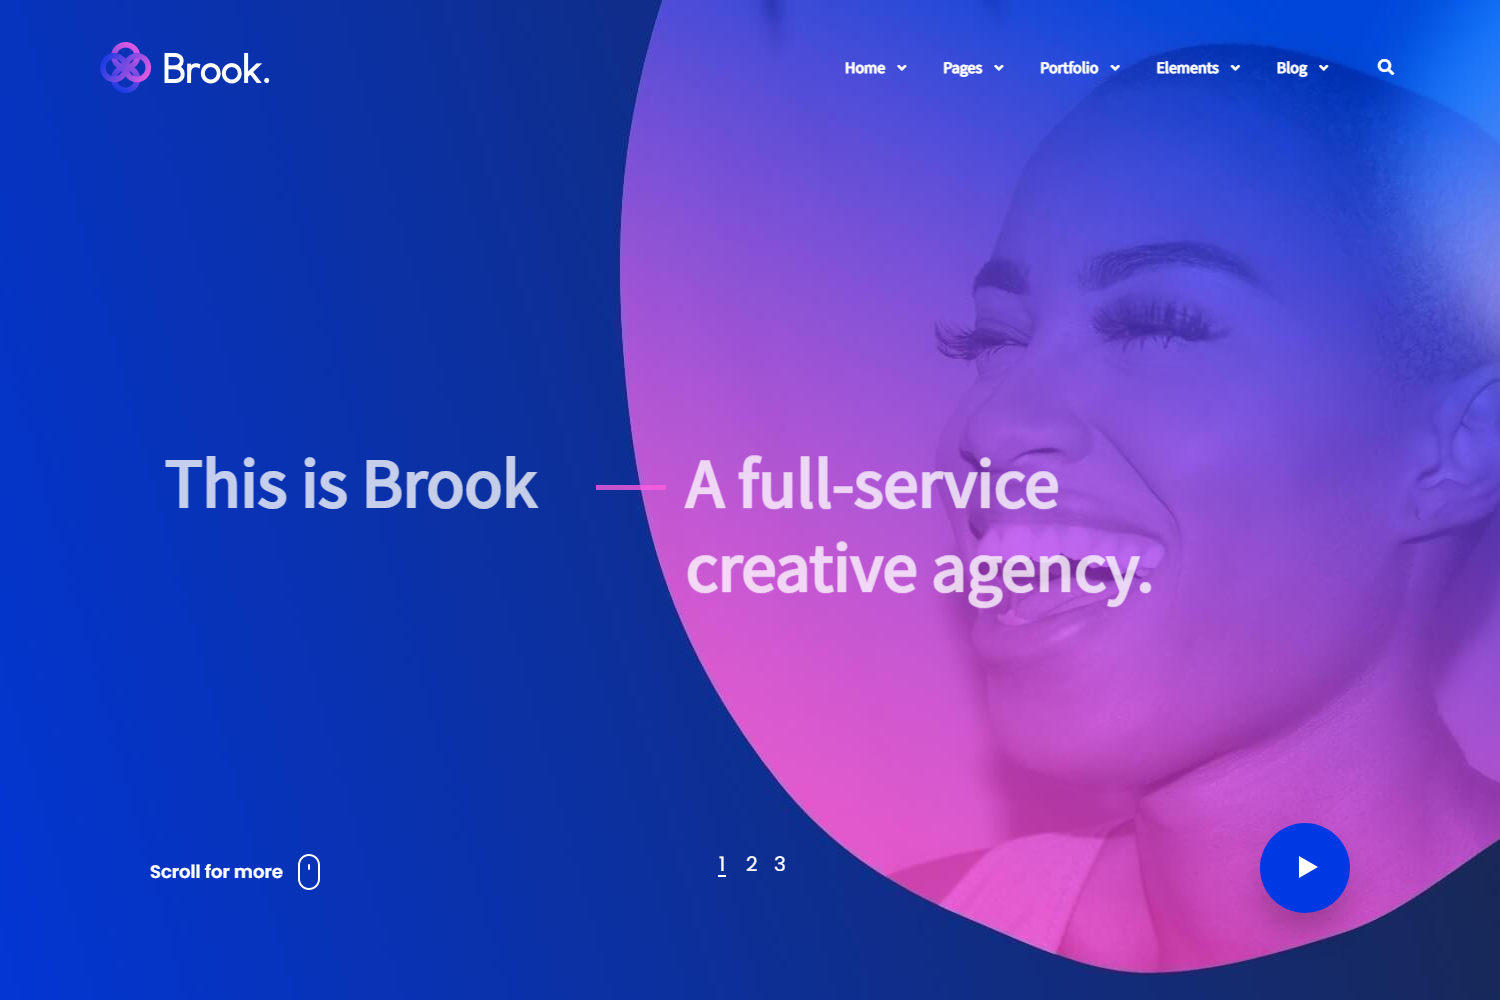 Brook.
Home Pages Portfolio Elements Blog
This is Brook
A full-service
creative agency.
Scroll for more
1 2 3